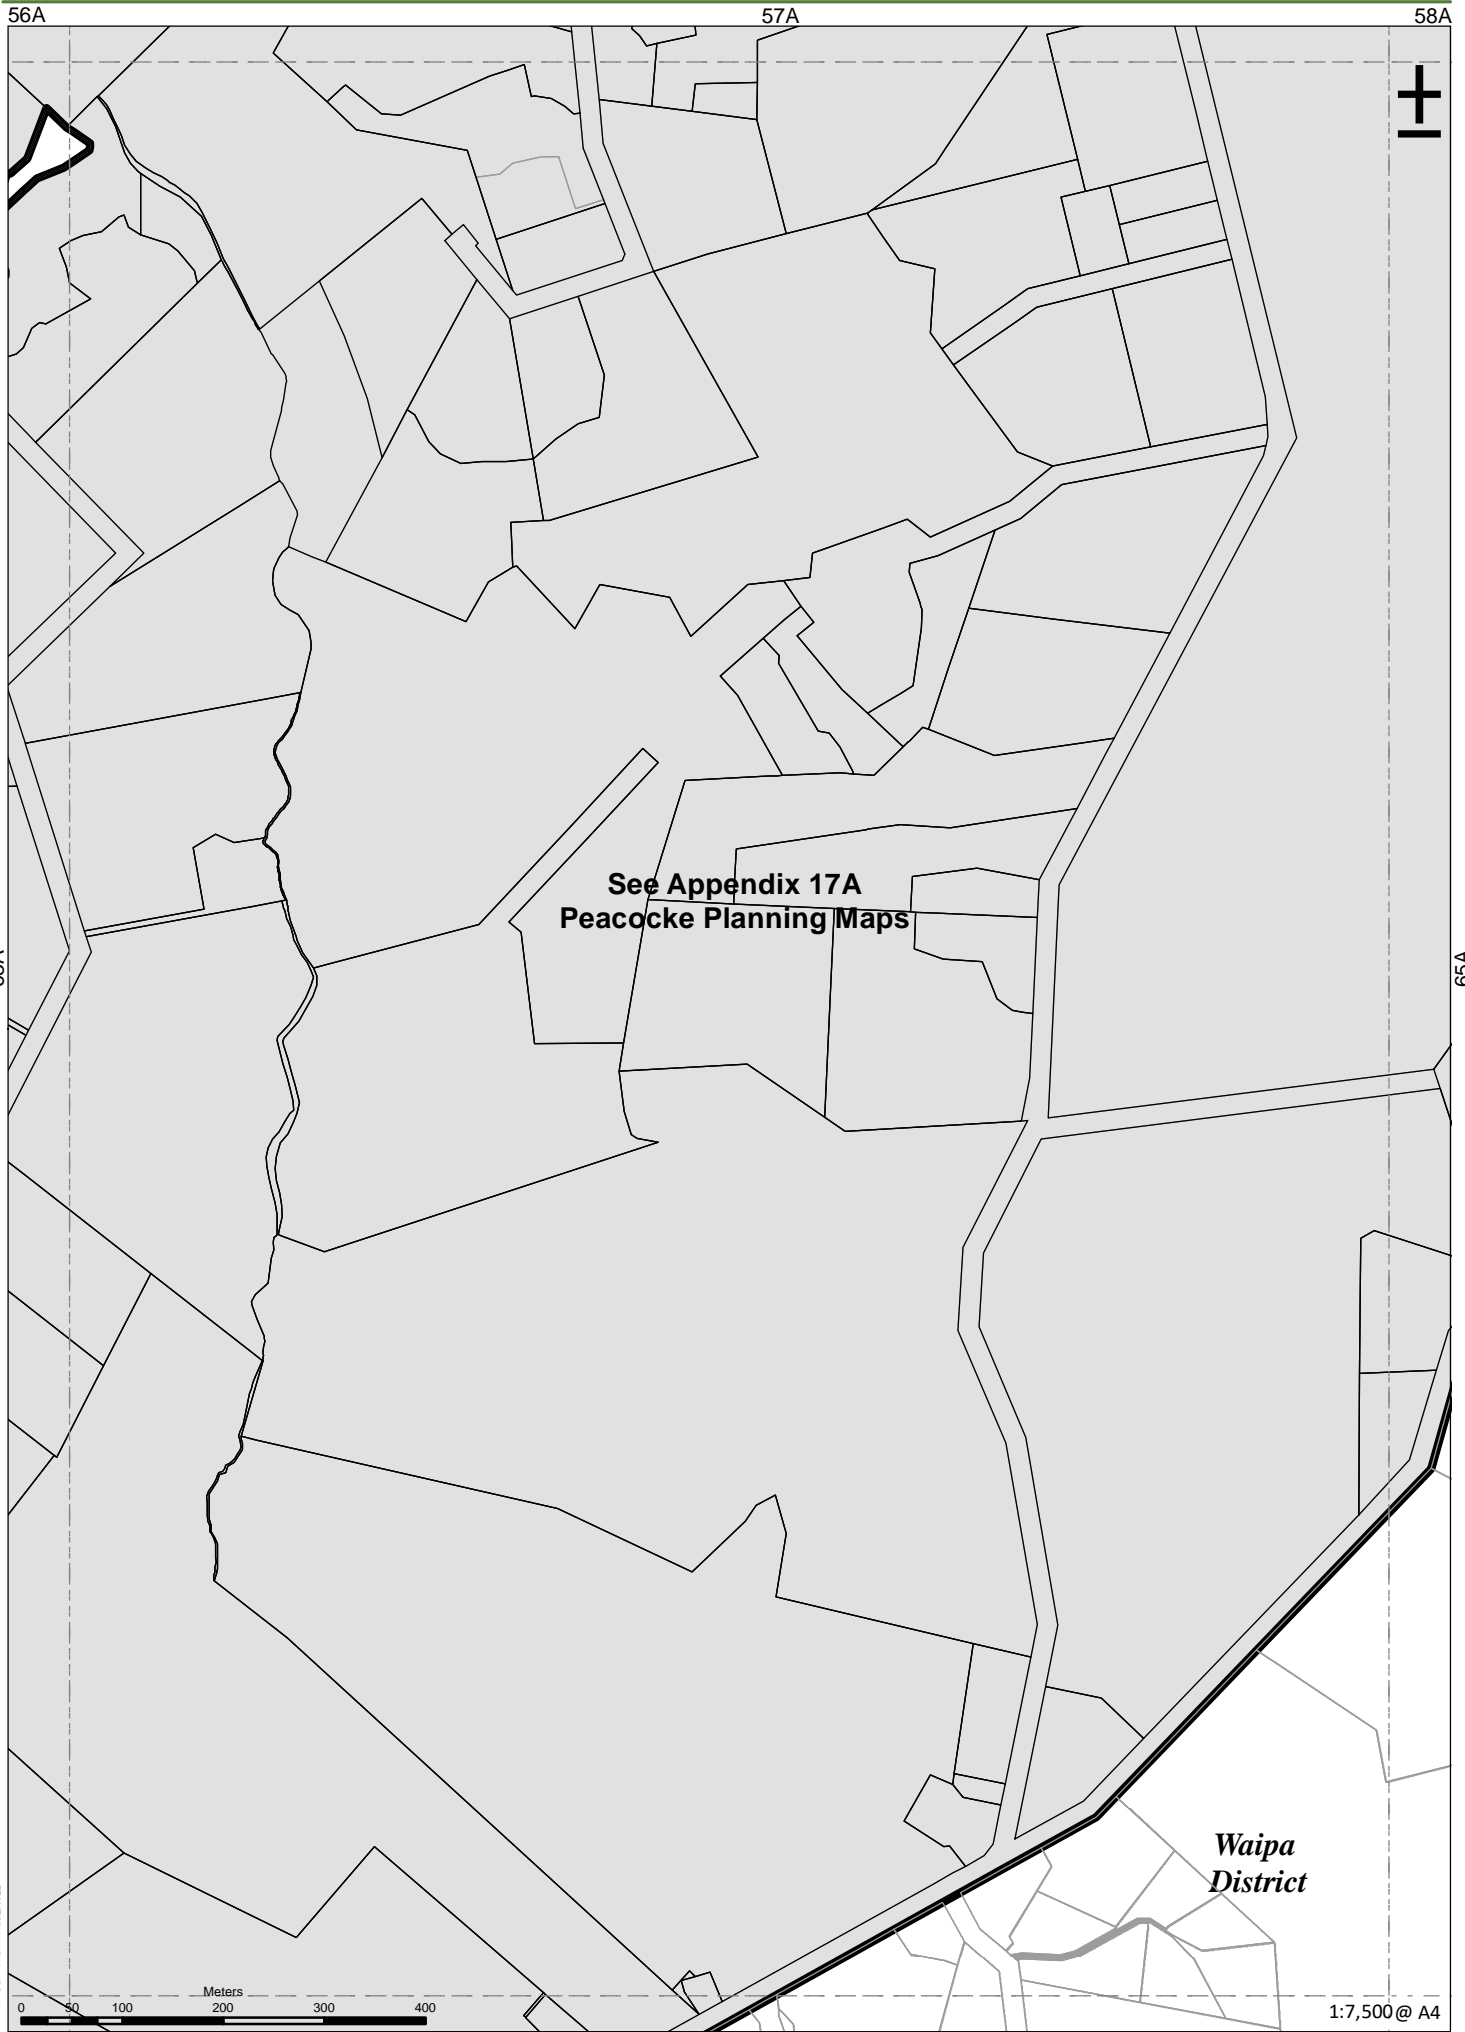 56A
57A
58A
See Appendix 17A
Peacocke Planning Maps
65A
Waipa
District
Meters
0 50 100 200 300 400
1:7,500@ A4